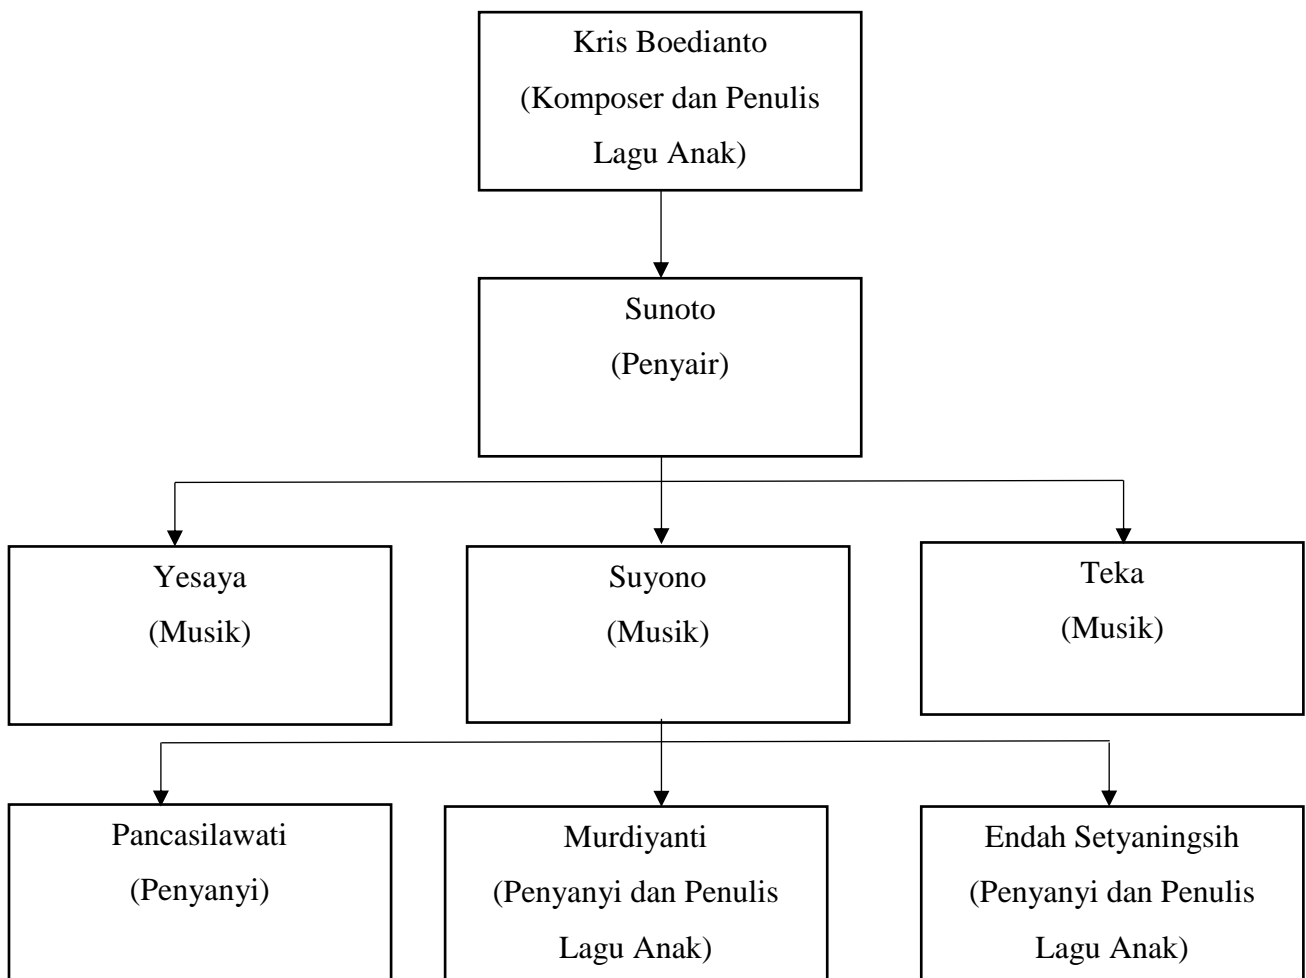 Kris Boedianto
(Komposer dan Penulis
Lagu Anak)
Sunoto
(Penyair)
Yesaya
(Musik)
Suyono
(Musik)
Teka
(Musik)
Pancasilawati
(Penyanyi)
Murdiyanti
(Penyanyi dan Penulis
Lagu Anak)
Endah Setyaningsih
(Penyanyi dan Penulis
Lagu Anak)